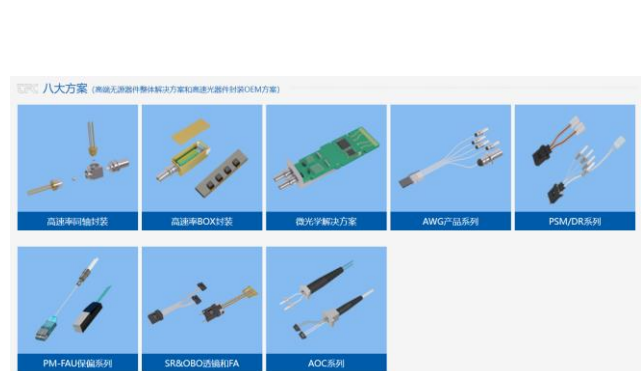 TFC 八大方案 (高端无源器件整体解决方案和高速光器件封装OEM方案)
高速率同轴封装
高速率BOX封装
微光学解决方案
AWG产品系列
PSM/DR系列
PM-FAU保偏系列
SR&OBO透镜和FA
AOC系列